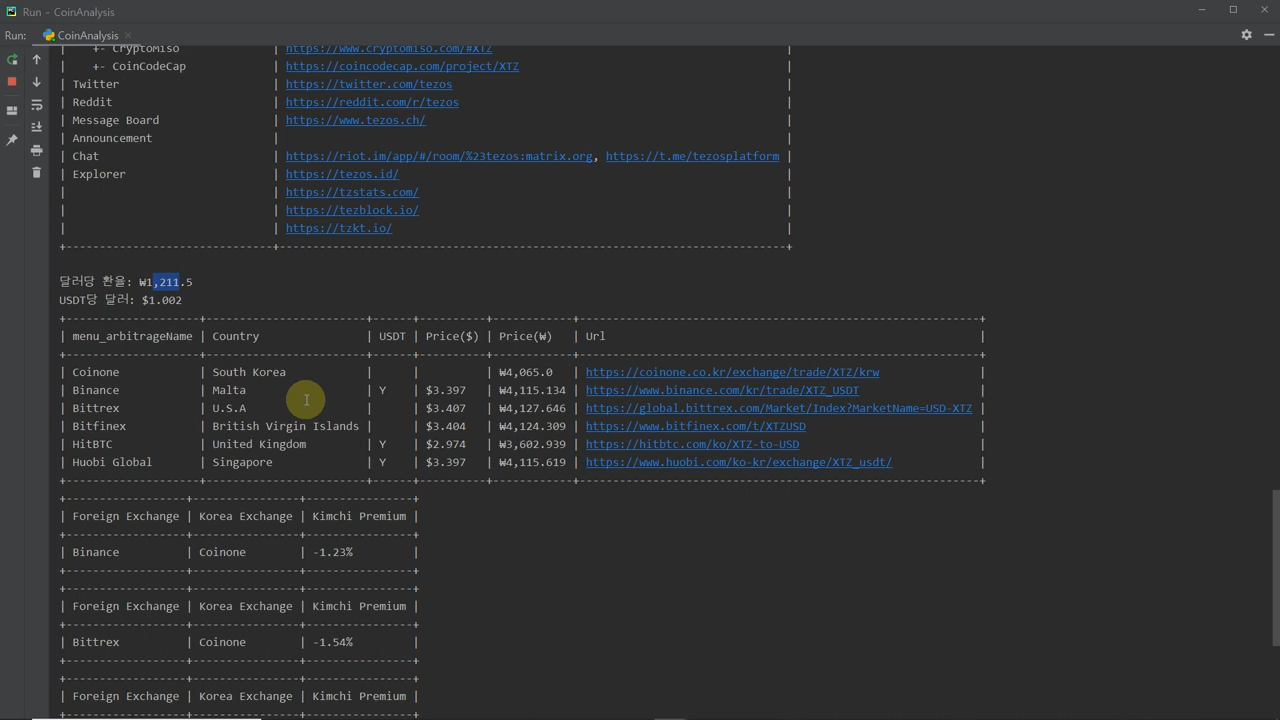 Run - CoinAnalysis
Run: CoinAnalysis
| +- CryptoMiso | https://www.cryptomiso.com/#XTZ |
| +- CoinCodeCap | https://coincodecap.com/project/XTZ |
| Twitter | https://twitter.com/tezos |
| Reddit | https://reddit.com/r/tezos |
| Message Board | https://www.tezos.ch/ |
| Announcement | |
| Chat | https://riot.im/app/#/room/%23tezos:matrix.org, https://t.me/tezosplatform |
| Explorer | https://tezos.id/ |
| | https://tzstats.com/ |
| | https://tezblock.io/ |
| | https://tzkt.io/ |
달러당 환율: ₩1,211.5
USDT당 달러: $1.002
| menu_arbitrageName | Country | USDT | Price($) | Price(₩) | Url |
| Coinone | South Korea | | | ₩4,065.0 | https://coinone.co.kr/exchange/trade/XTZ/krw |
| Binance | Malta | Y | $3.397 | ₩4,115.134 | https://www.binance.com/kr/trade/XTZ_USDT |
| Bittrex | U.S.A | | $3.407 | ₩4,127.646 | https://global.bittrex.com/Market/Index?MarketName=USD-XTZ |
| Bitfinex | British Virgin Islands | | $3.404 | ₩4,124.309 | https://www.bitfinex.com/t/XTZUSD |
| HitBTC | United Kingdom | Y | $2.974 | ₩3,602.939 | https://hitbtc.com/ko/XTZ-to-USD |
| Huobi Global | Singapore | Y | $3.397 | ₩4,115.619 | https://www.huobi.com/ko-kr/exchange/XTZ_usdt/ |
| Foreign Exchange | Korea Exchange | Kimchi Premium |
| Binance | Coinone | -1.23% |
| Foreign Exchange | Korea Exchange | Kimchi Premium |
| Bittrex | Coinone | -1.54% |
| Foreign Exchange | Korea Exchange | Kimchi Premium |